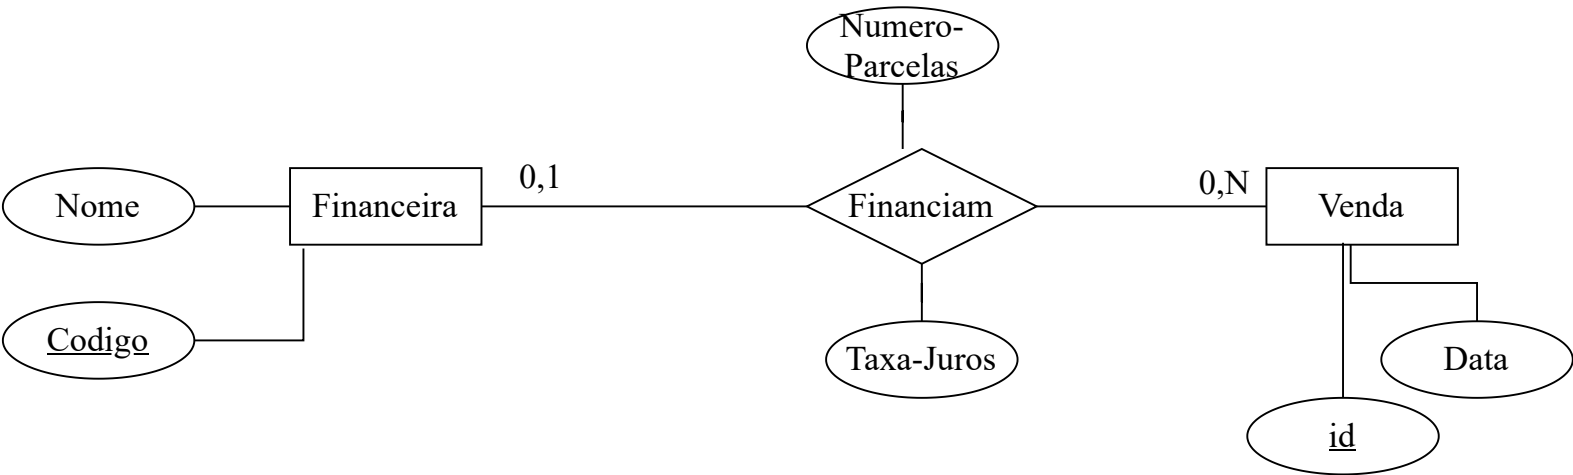 Numero-
Parcelas
0,1
0,N
Nome
Financeira
Financiam
Venda
Codigo
Taxa-Juros
Data
id